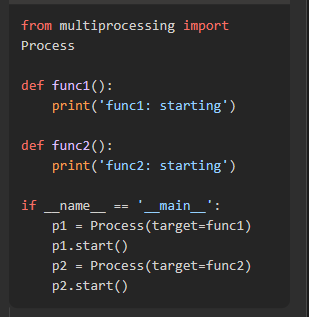 from multiprocessing import
Process

def func1():
    print('func1: starting')

def func2():
    print('func2: starting')

if __name__ == '__main__':
    p1 = Process(target=func1)
    p1.start()
    p2 = Process(target=func2)
    p2.start()